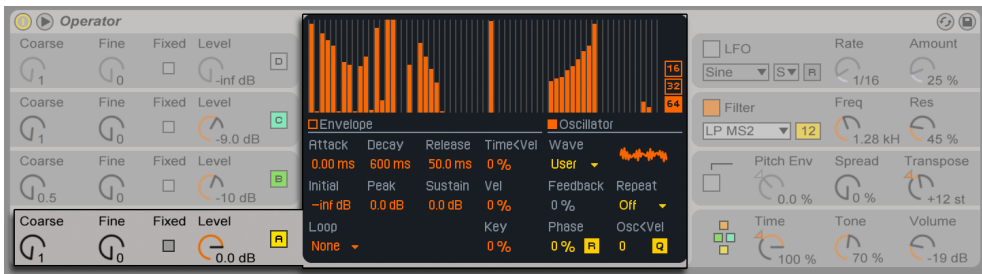 Operator
Coarse Fine Fixed Level
1 0 -inf dB D
Coarse Fine Fixed Level
1 0 -9.0 dB C
Coarse Fine Fixed Level
0.5 0 -10 dB B
Coarse Fine Fixed Level
1 0 0.0 dB A
16
32
64
Envelope Oscillator
Attack Decay Release Time<Vel Wave
0.00 ms 600 ms 50.0 ms 0 % User
Initial Peak Sustain Vel Feedback Repeat
-inf dB 0.0 dB 0.0 dB 0 % 0 % Off
Loop Key Phase Osc<Vel
None 0 % 0 % R 0 Q
LFO Rate Amount
Sine S R 1/16 25 %
Filter Freq Res
LP MS2 12 1.28 kH 45 %
Pitch Env Spread Transpose
0.0 % 0 % +12 st
Time Tone Volume
100 % 70 % -19 dB